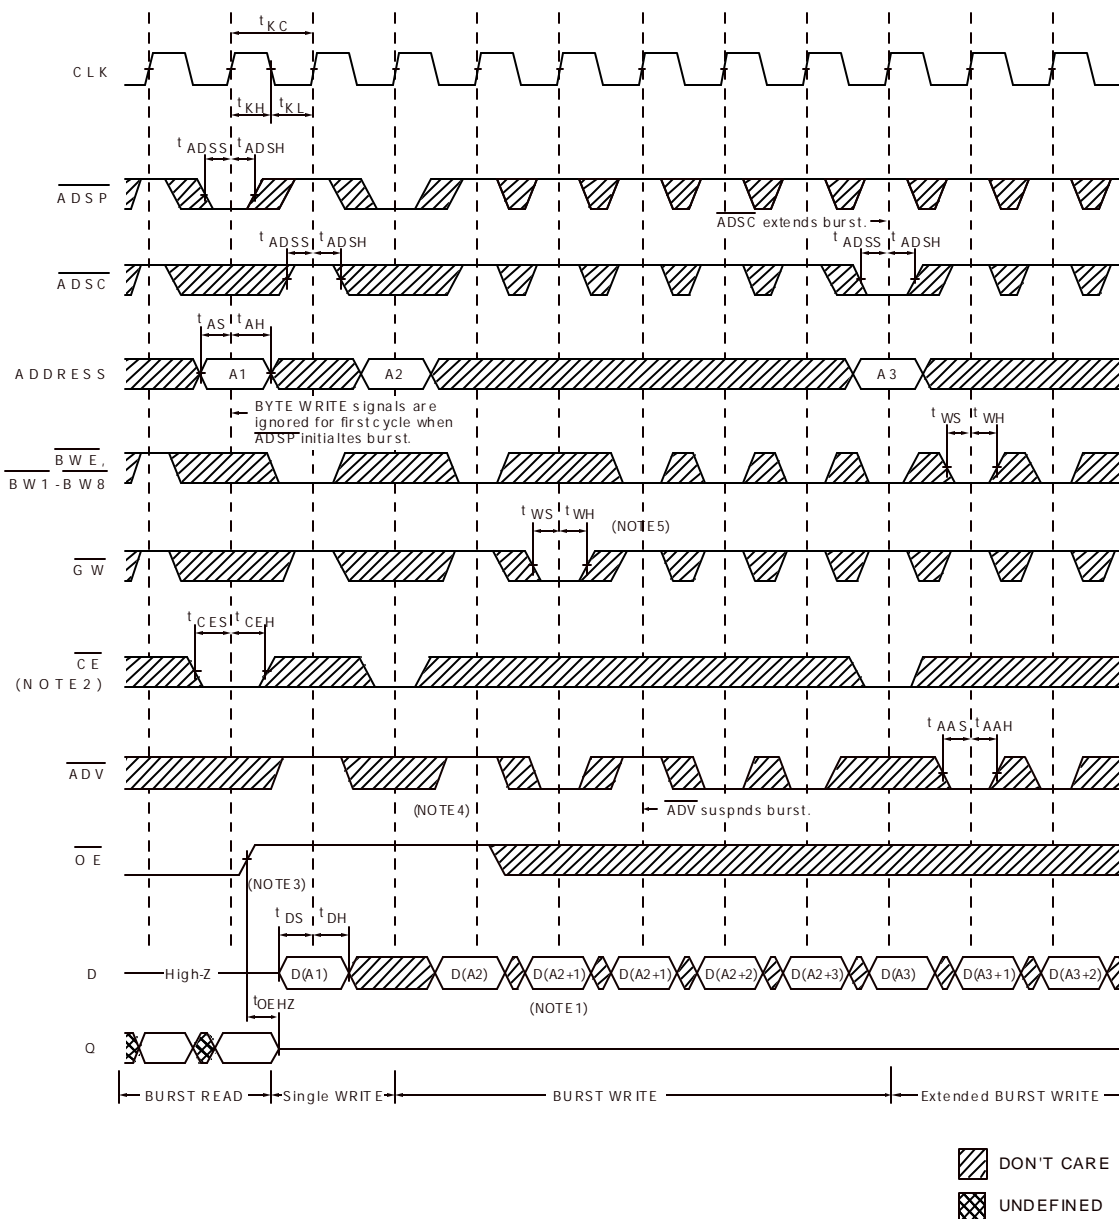 t KC
CLK
t KH t KL
t ADSS t ADSH
ADSP
ADSC extends burst.
t ADSS t ADSH t ADSS t ADSH
ADSC
t AS t AH
ADDRESS A1 A2 A3
BYTE WRITE signals are
ignored for first cycle when
ADSP initialtes burst.
t WS t WH
BWE,
BW1-BW8
t WS t WH (NOTE5)
GW
t CES t CEH
CE
(NOTE2)
t AAS t AAH
ADV
(NOTE4) ADV suspnds burst.
OE
(NOTE3)
t DS t DH
D High-Z D(A1) D(A2) D(A2+1) D(A2+1) D(A2+2) D(A2+3) D(A3) D(A3+1) D(A3+2)
tOEHZ (NOTE1)
Q
BURST READ Single WRITE BURST WRITE Extended BURST WRITE
DON'T CARE
UNDEFINED